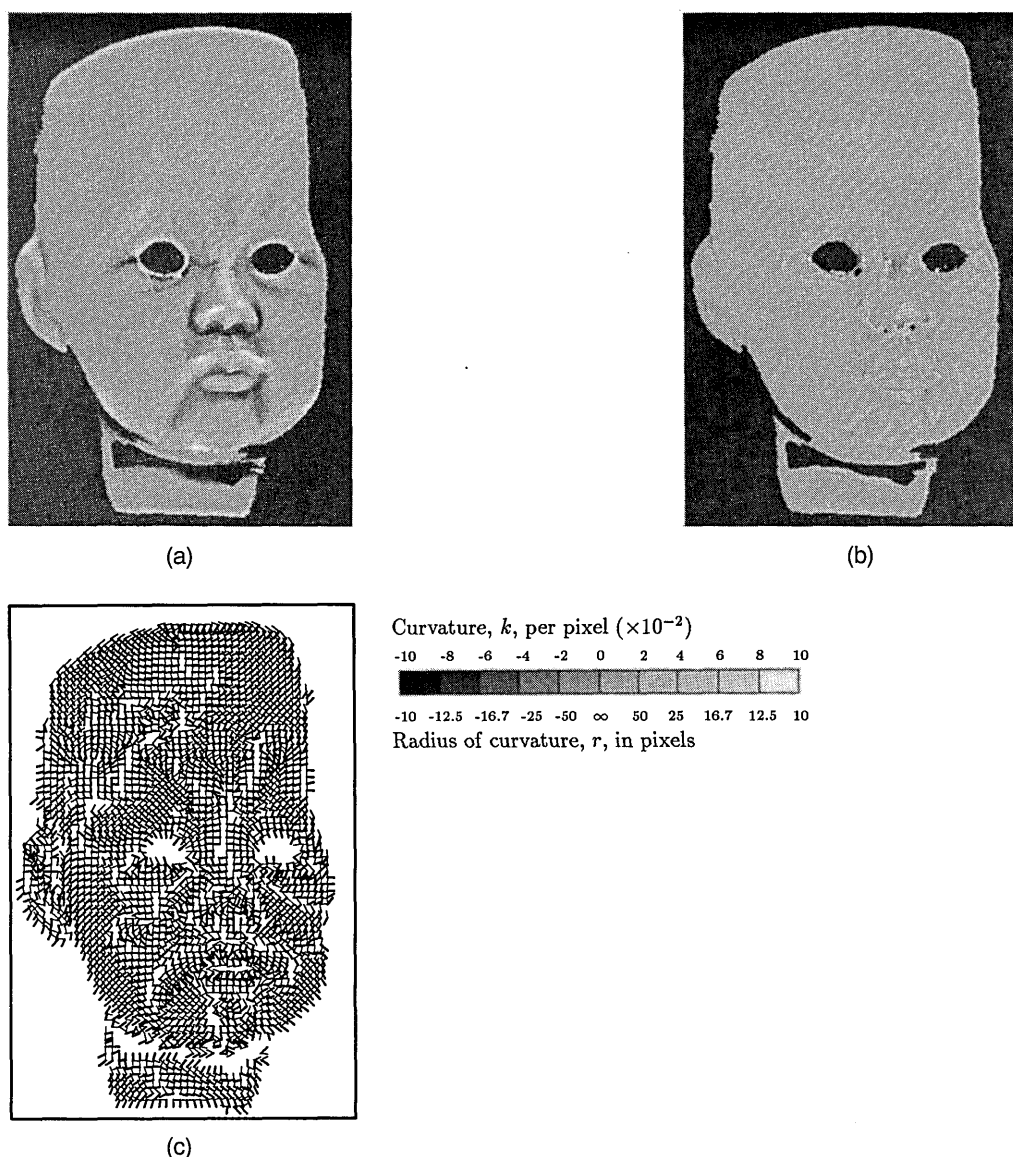 (a)
(b)
Curvature, k, per pixel (×10⁻²)
-10 -8 -6 -4 -2 0 2 4 6 8 10
-10 -12.5 -16.7 -25 -50 ∞ 50 25 16.7 12.5 10
Radius of curvature, r, in pixels
(c)